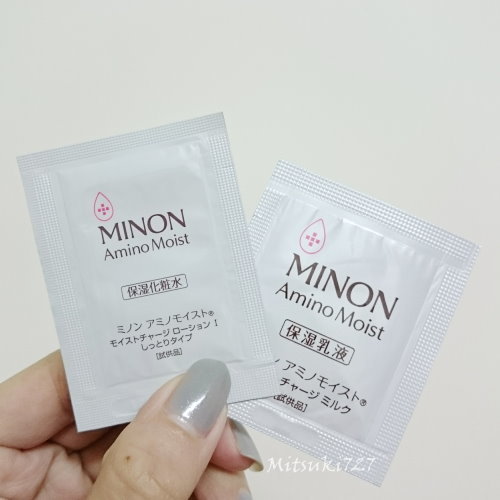 MINON
Amino Moist
保湿化粧水
ミノン アミノモイスト®
モイストチャージ ローション I
しっとりタイプ
[試供品]
MINON
Amino Moist
保湿乳液
ン アミノモイスト®
チャージ ミルク
[試供品]
Mitsuki727